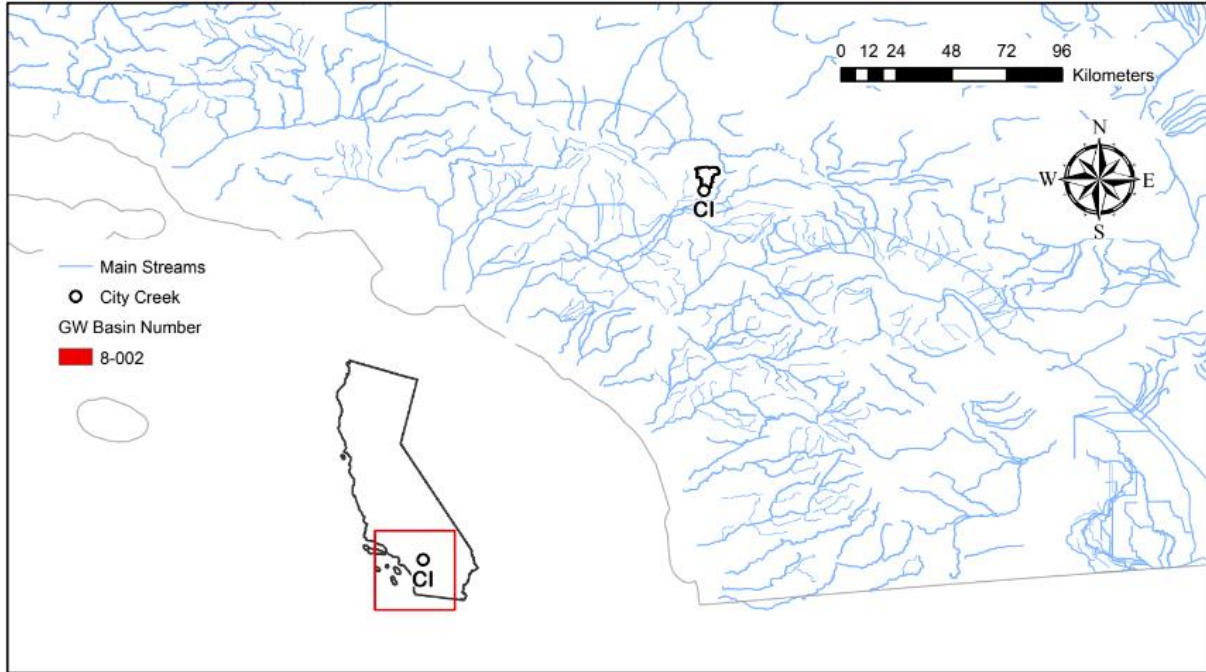 0 12 24 48 72 96
Kilometers
N
W E
S
CI
Main Streams
City Creek
GW Basin Number
8-002
CI